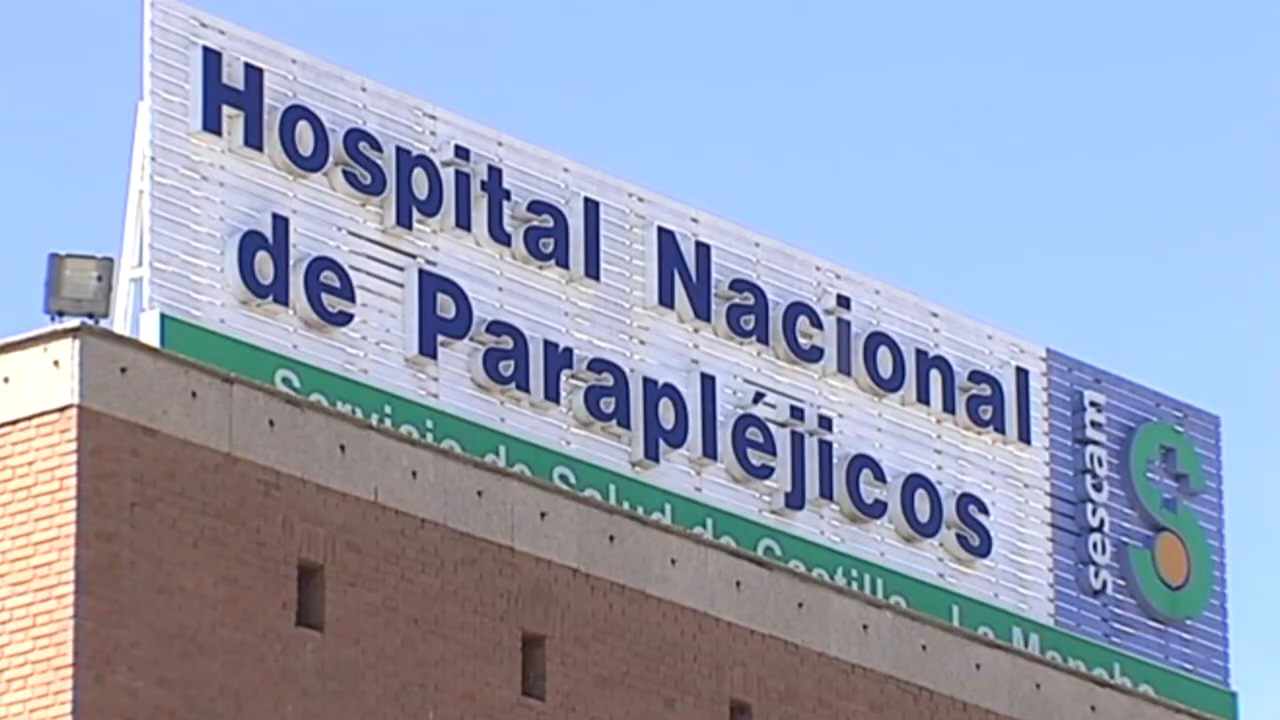 Hospital Nacional
de Parapléjicos
Servicio de Salud de Castilla - La Mancha
sescam